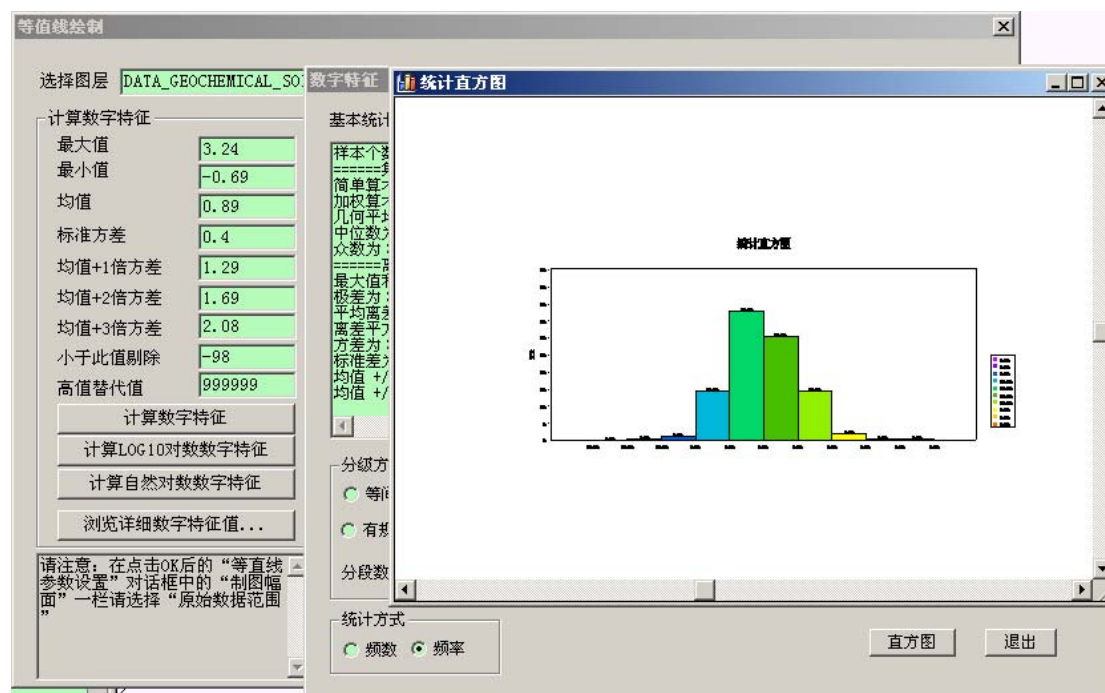 等值线绘制
选择图层 DATA_GEOCHEMICAL_SO
计算数字特征
最大值 3.24
最小值 -0.69
均值 0.89
标准方差 0.4
均值+1倍方差 1.29
均值+2倍方差 1.69
均值+3倍方差 2.08
小于此值剔除 -98
高值替代值 999999
计算数字特征
计算LOG10对数数字特征
计算自然对数数字特征
浏览详细数字特征值...
请注意：在点击OK后的“等直线
参数设置”对话框中的“制图幅
面”一栏请选择“原始数据范围
”
数字特征
基本统计
样本个数
======
简单算
加权算
几何平均
中位数为
众数为：
======
最大值和
极差为：
平均离差
离差平方
方差为：
标准差为
均值 +/
均值 +/
分级方
等间
有规
分段数
统计方式
频数 频率
直方图 退出
统计直方图
统计直方图